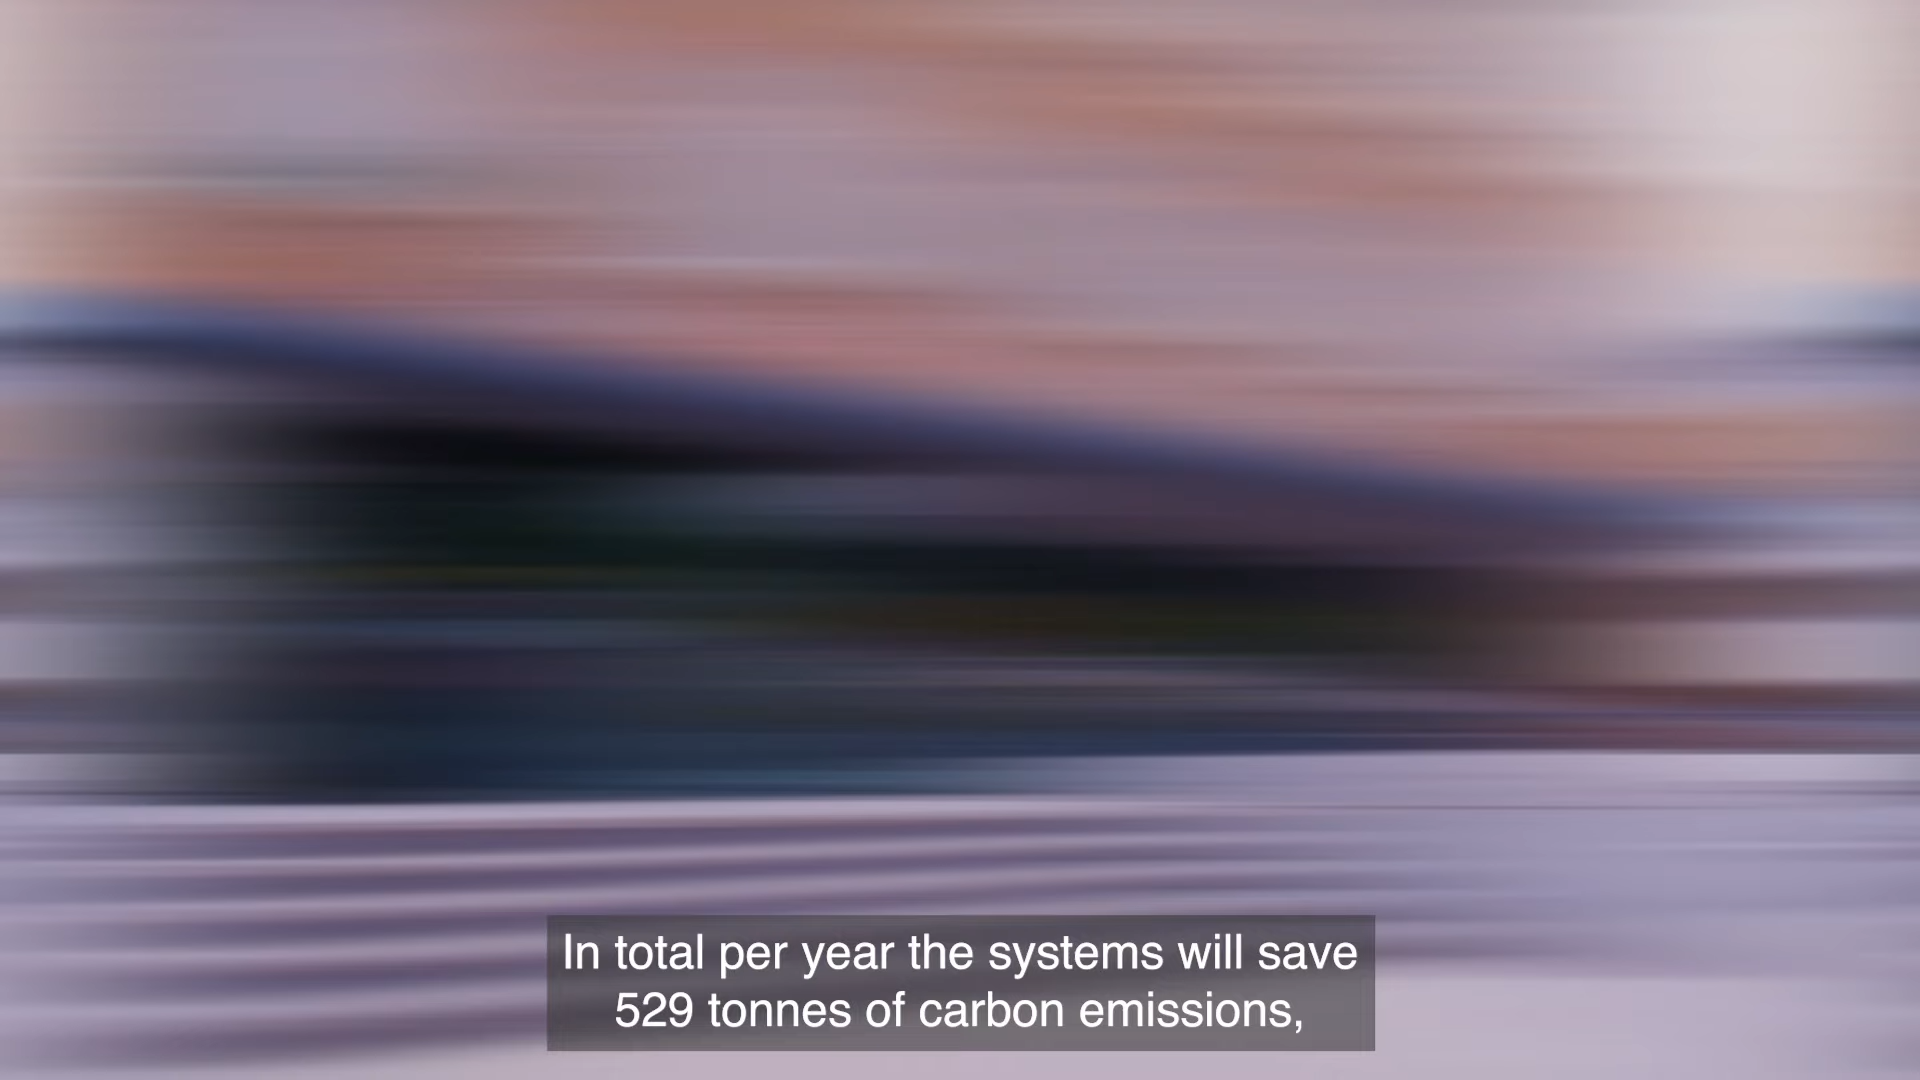 In total per year the systems will save
529 tonnes of carbon emissions,